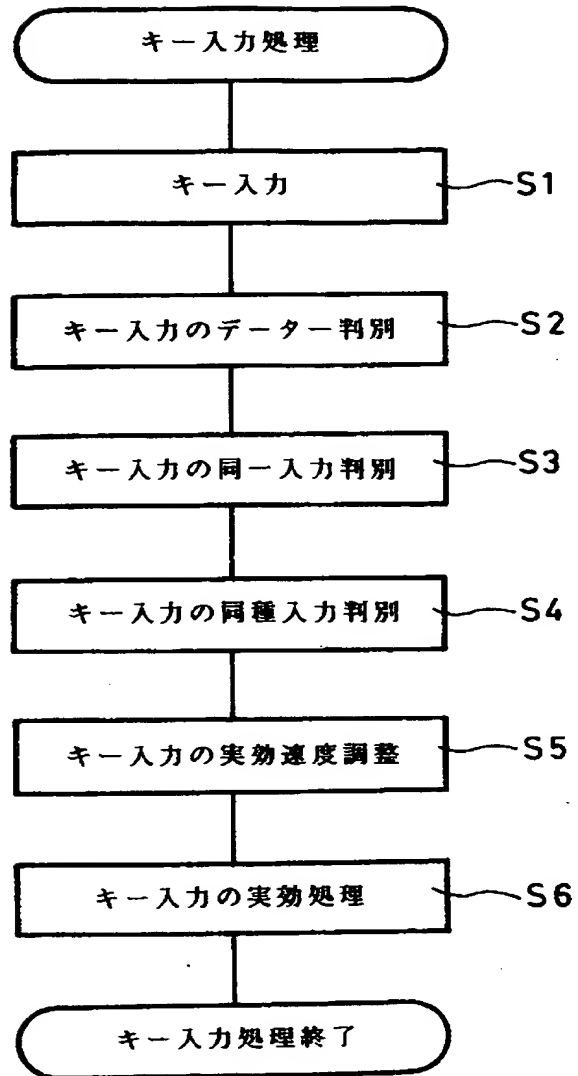 キー入力処理
キー入力 S1
キー入力のデーター判別 S2
キー入力の同一入力判別 S3
キー入力の同種入力判別 S4
キー入力の実効速度調整 S5
キー入力の実効処理 S6
キー入力処理終了